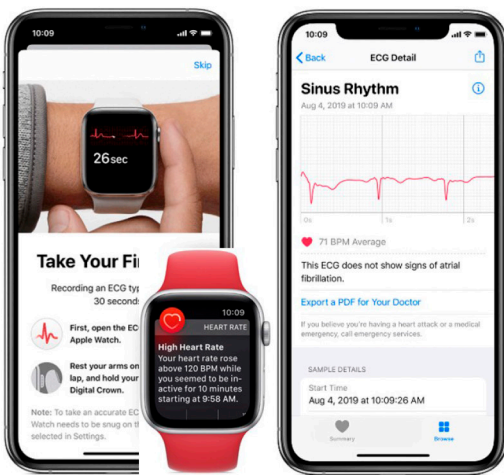 10:09
Skip
26 sec
Take Your Fi
Recording an ECG typ
30 second
First, open the EC
Apple Watch.
Rest your arms on
lap, and hold your
Digital Crown.
Note: To take an accurate EC
Watch needs to be snug on th
selected in Settings.
10:09
HEART RATE
High Heart Rate
Your heart rate rose
above 120 BPM while
you seemed to be in-
active for 10 minutes
starting at 9:58 AM.
10:09
Back
ECG Detail
Sinus Rhythm
Aug 4, 2019 at 10:09 AM
0s 1s 2s
71 BPM Average
This ECG does not show signs of atrial
fibrillation.
Export a PDF for Your Doctor
If you believe you're having a heart attack or a medical
emergency, call emergency services.
SAMPLE DETAILS
Start Time
Aug 4, 2019 at 10:09:26 AM
Summary
Browse